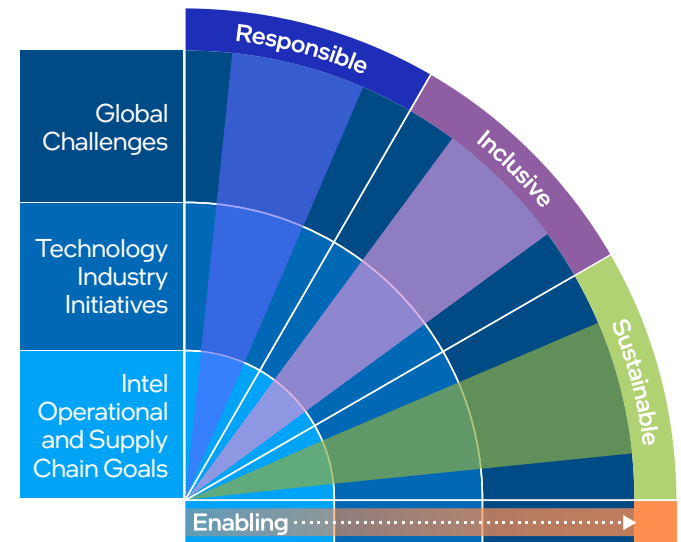 Responsible
Inclusive
Sustainable
Global
Challenges
Technology
Industry
Initiatives
Intel
Operational
and Supply
Chain Goals
Enabling